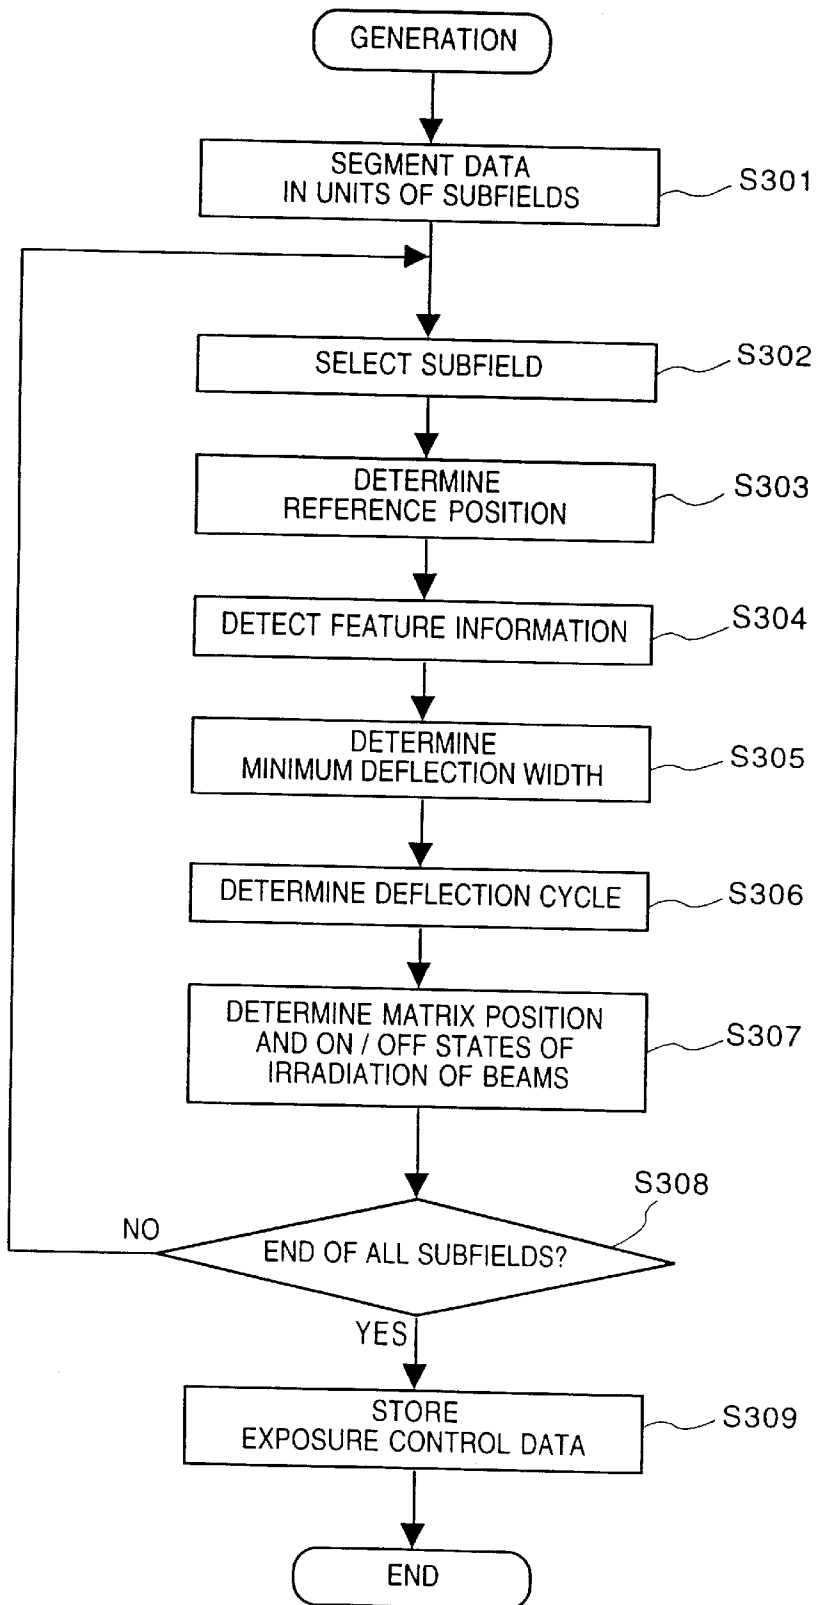 GENERATION
SEGMENT DATA
IN UNITS OF SUBFIELDS
S301
SELECT SUBFIELD
S302
DETERMINE
REFERENCE POSITION
S303
DETECT FEATURE INFORMATION
S304
DETERMINE
MINIMUM DEFLECTION WIDTH
S305
DETERMINE DEFLECTION CYCLE
S306
DETERMINE MATRIX POSITION
AND ON / OFF STATES OF
IRRADIATION OF BEAMS
S307
S308
NO
END OF ALL SUBFIELDS?
YES
STORE
EXPOSURE CONTROL DATA
S309
END